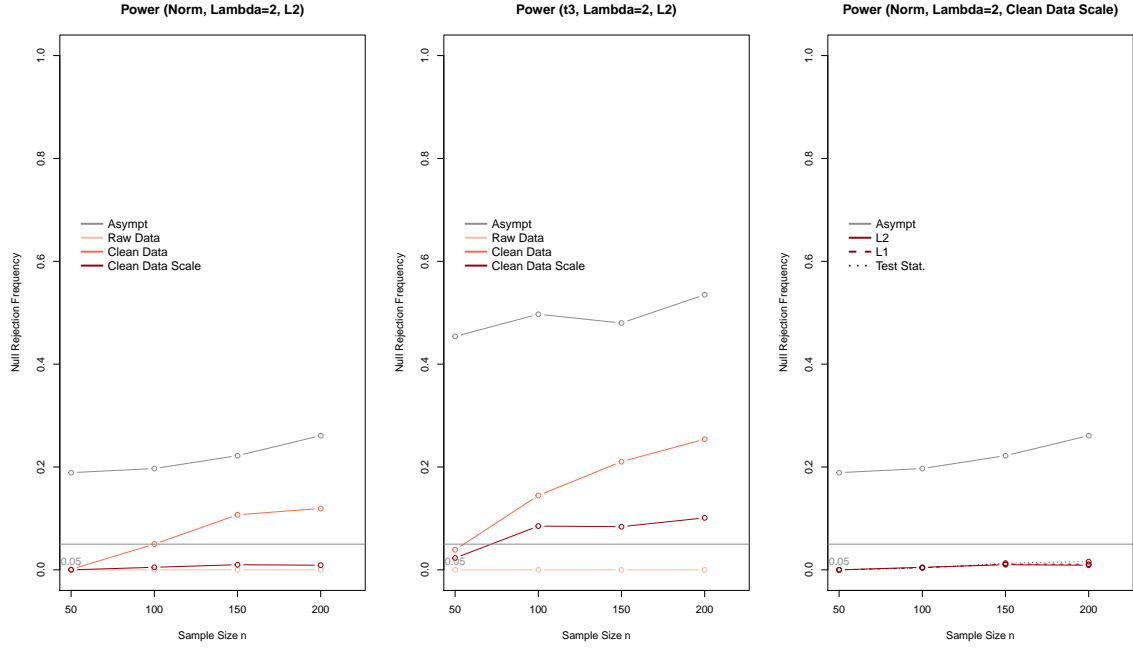 Power (Norm, Lambda=2, L2)
Null Rejection Frequency
1.0
0.8
0.6
0.4
0.2
0.0
Asympt
Raw Data
Clean Data
Clean Data Scale
0.05
50 100 150 200
Sample Size n
Power (t3, Lambda=2, L2)
Null Rejection Frequency
1.0
0.8
0.6
0.4
0.2
0.0
Asympt
Raw Data
Clean Data
Clean Data Scale
0.05
50 100 150 200
Sample Size n
Power (Norm, Lambda=2, Clean Data Scale)
Null Rejection Frequency
1.0
0.8
0.6
0.4
0.2
0.0
Asympt
L2
L1
Test Stat.
0.05
50 100 150 200
Sample Size n